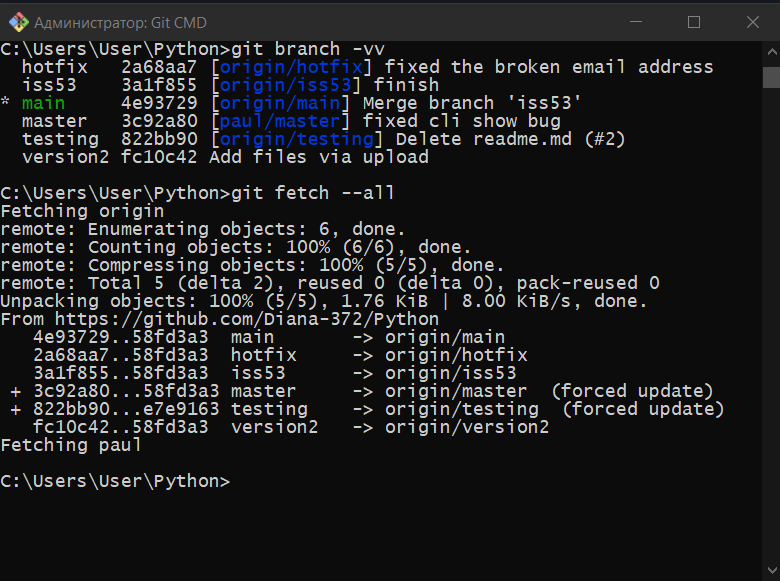 Администратор: Git CMD
C:\Users\User\Python>git branch -vv
  hotfix   2a68aa7 [origin/hotfix] fixed the broken email address
  iss53    3a1f855 [origin/iss53] finish
* main     4e93729 [origin/main] Merge branch 'iss53'
  master   3c92a80 [paul/master] fixed cli show bug
  testing  822bb90 [origin/testing] Delete readme.md (#2)
  version2 fc10c42 Add files via upload
C:\Users\User\Python>git fetch --all
Fetching origin
remote: Enumerating objects: 6, done.
remote: Counting objects: 100% (6/6), done.
remote: Compressing objects: 100% (5/5), done.
remote: Total 5 (delta 2), reused 0 (delta 0), pack-reused 0
Unpacking objects: 100% (5/5), 1.76 KiB | 8.00 KiB/s, done.
From https://github.com/Diana-372/Python
   4e93729..58fd3a3  main       -> origin/main
   2a68aa7..58fd3a3  hotfix     -> origin/hotfix
   3a1f855..58fd3a3  iss53      -> origin/iss53
 + 3c92a80...58fd3a3 master     -> origin/master  (forced update)
 + 822bb90...e7e9163 testing    -> origin/testing  (forced update)
   fc10c42..58fd3a3  version2   -> origin/version2
Fetching paul
C:\Users\User\Python>